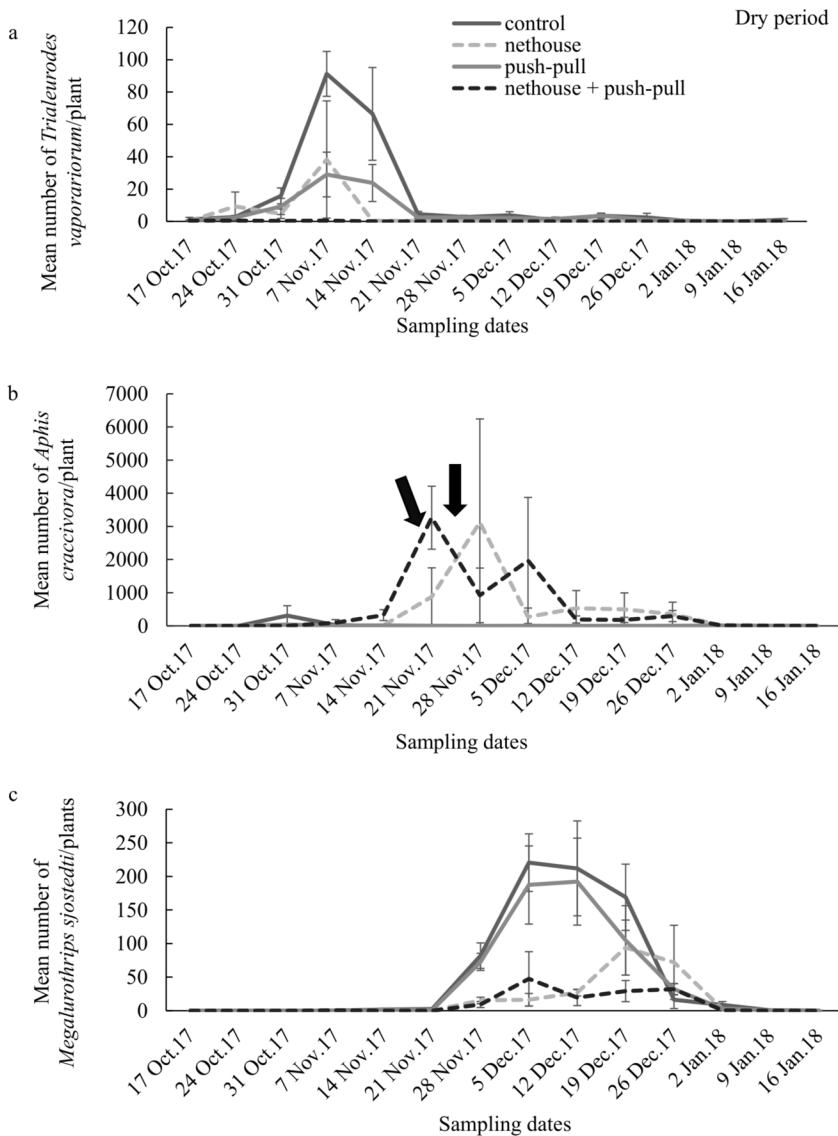 Dry period
a
control
nethouse
push-pull
nethouse + push-pull
Mean number of Trialeurodes
vaporariorum/plant
120
100
80
60
40
20
0
17 Oct.17
24 Oct.17
31 Oct.17
7 Nov.17
14 Nov.17
21 Nov.17
28 Nov.17
5 Dec.17
12 Dec.17
19 Dec.17
26 Dec.17
2 Jan.18
9 Jan.18
16 Jan.18
Sampling dates
b
Mean number of Aphis
craccivora/plant
7000
6000
5000
4000
3000
2000
1000
0
17 Oct.17
24 Oct.17
31 Oct.17
7 Nov.17
14 Nov.17
21 Nov.17
28 Nov.17
5 Dec.17
12 Dec.17
19 Dec.17
26 Dec.17
2 Jan.18
9 Jan.18
16 Jan.18
Sampling dates
c
Mean number of
Megalurothrips sjostedti/plants
300
250
200
150
100
50
0
17 Oct.17
24 Oct.17
31 Oct.17
7 Nov.17
14 Nov.17
21 Nov.17
28 Nov.17
5 Dec.17
12 Dec.17
19 Dec.17
26 Dec.17
2 Jan.18
9 Jan.18
16 Jan.18
Sampling dates